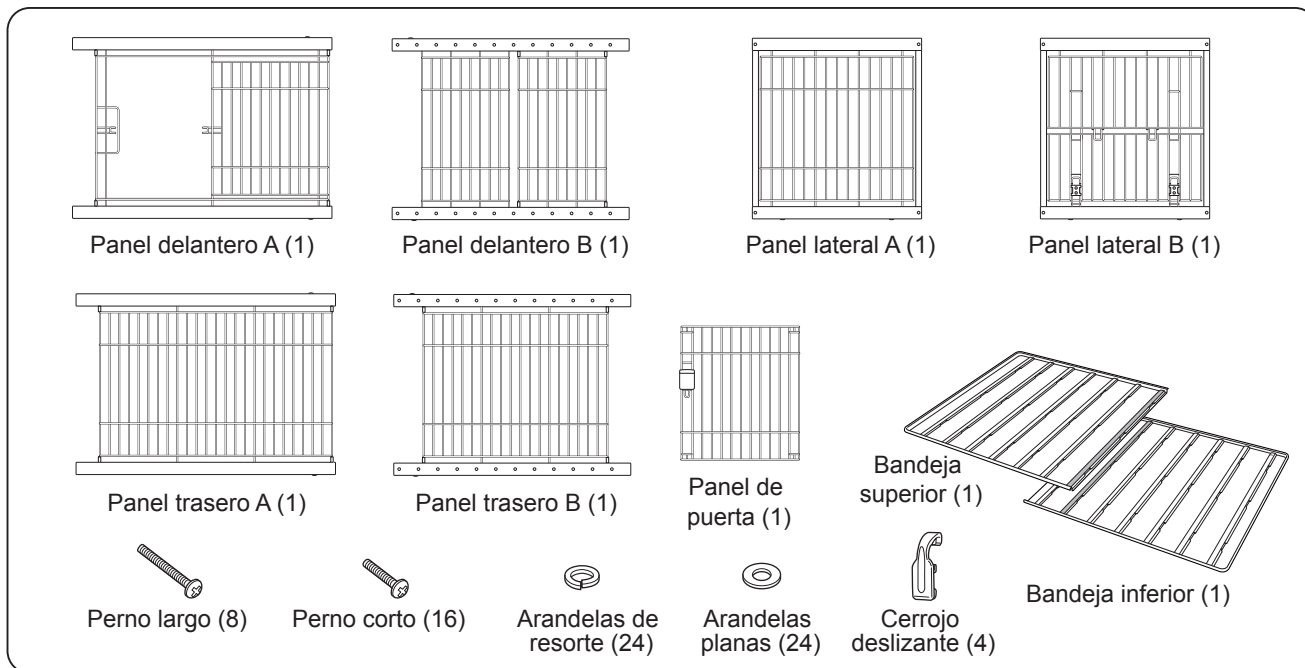 Panel delantero A (1)
Panel delantero B (1)
Panel lateral A (1)
Panel lateral B (1)
Panel trasero A (1)
Panel trasero B (1)
Panel de
puerta (1)
Bandeja
superior (1)
Bandeja inferior (1)
Perno largo (8)
Perno corto (16)
Arandelas de
resorte (24)
Arandelas
planas (24)
Cerrojo
deslizante (4)